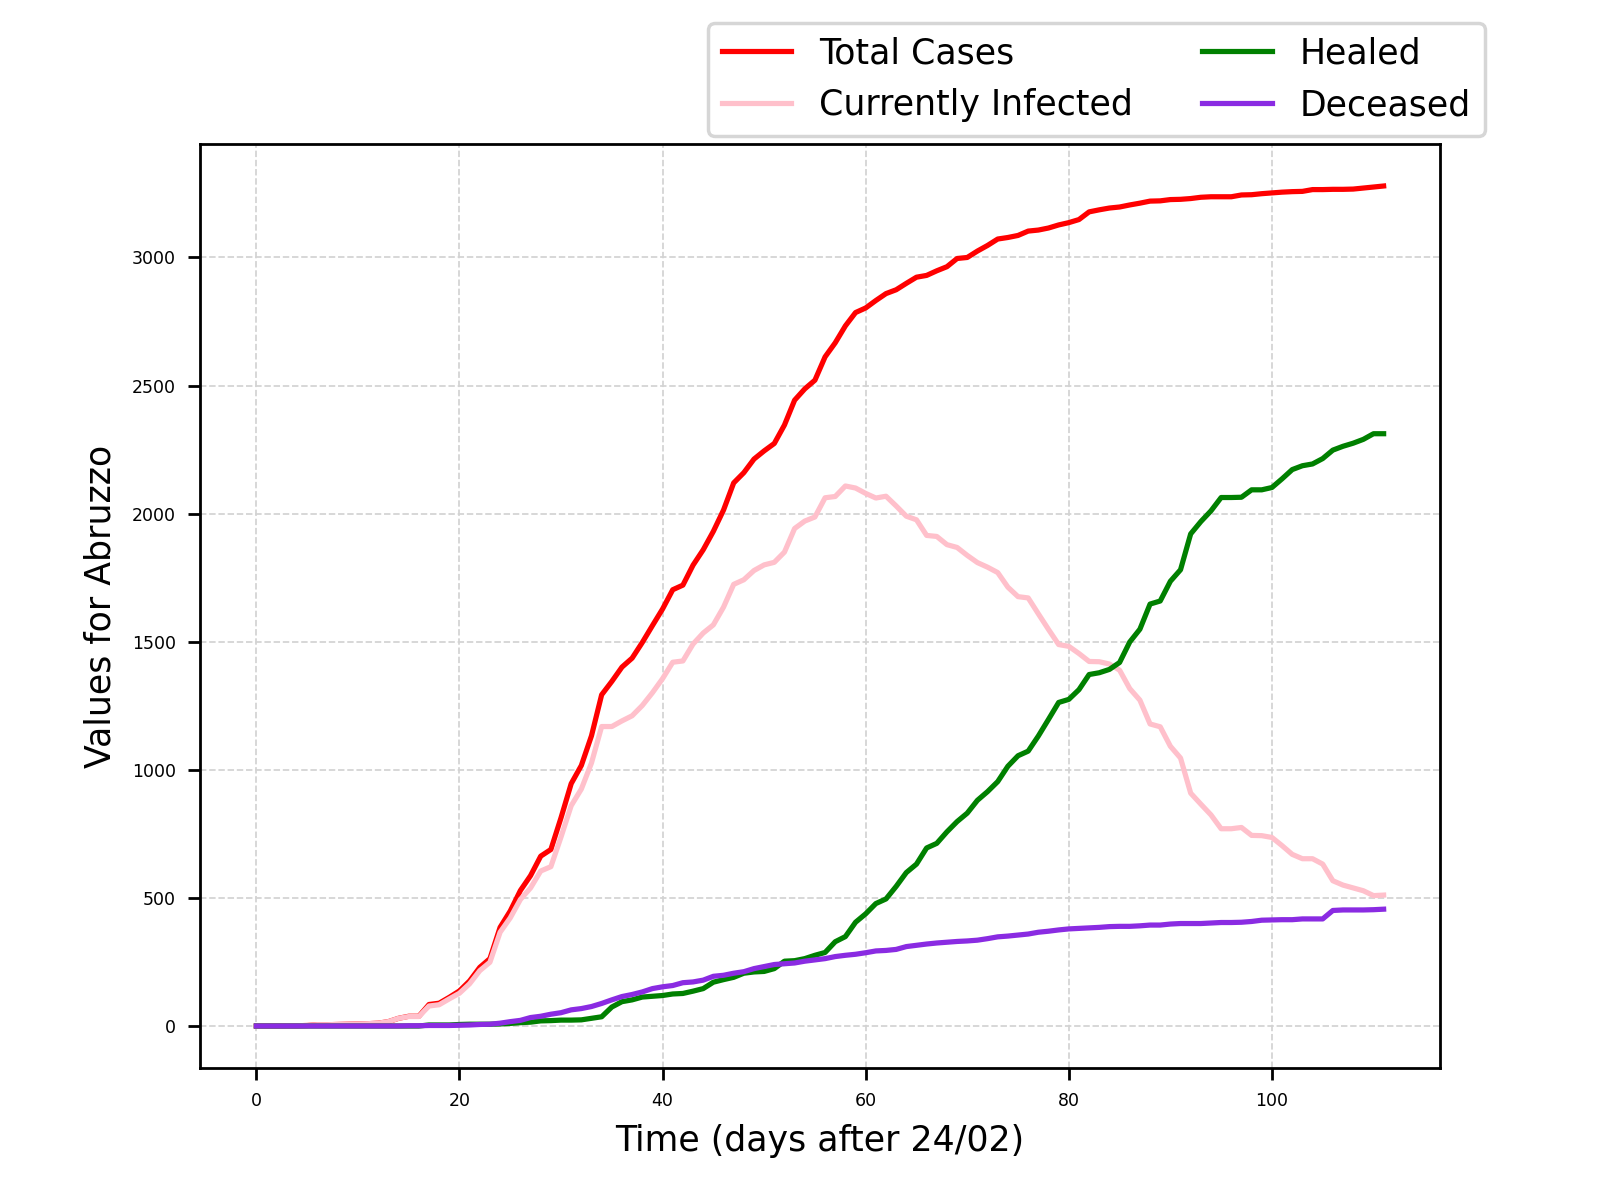 Total Cases
Currently Infected
Healed
Deceased
3000
2500
2000
1500
1000
500
0
0 20 40 60 80 100
Values for Abruzzo
Time (days after 24/02)